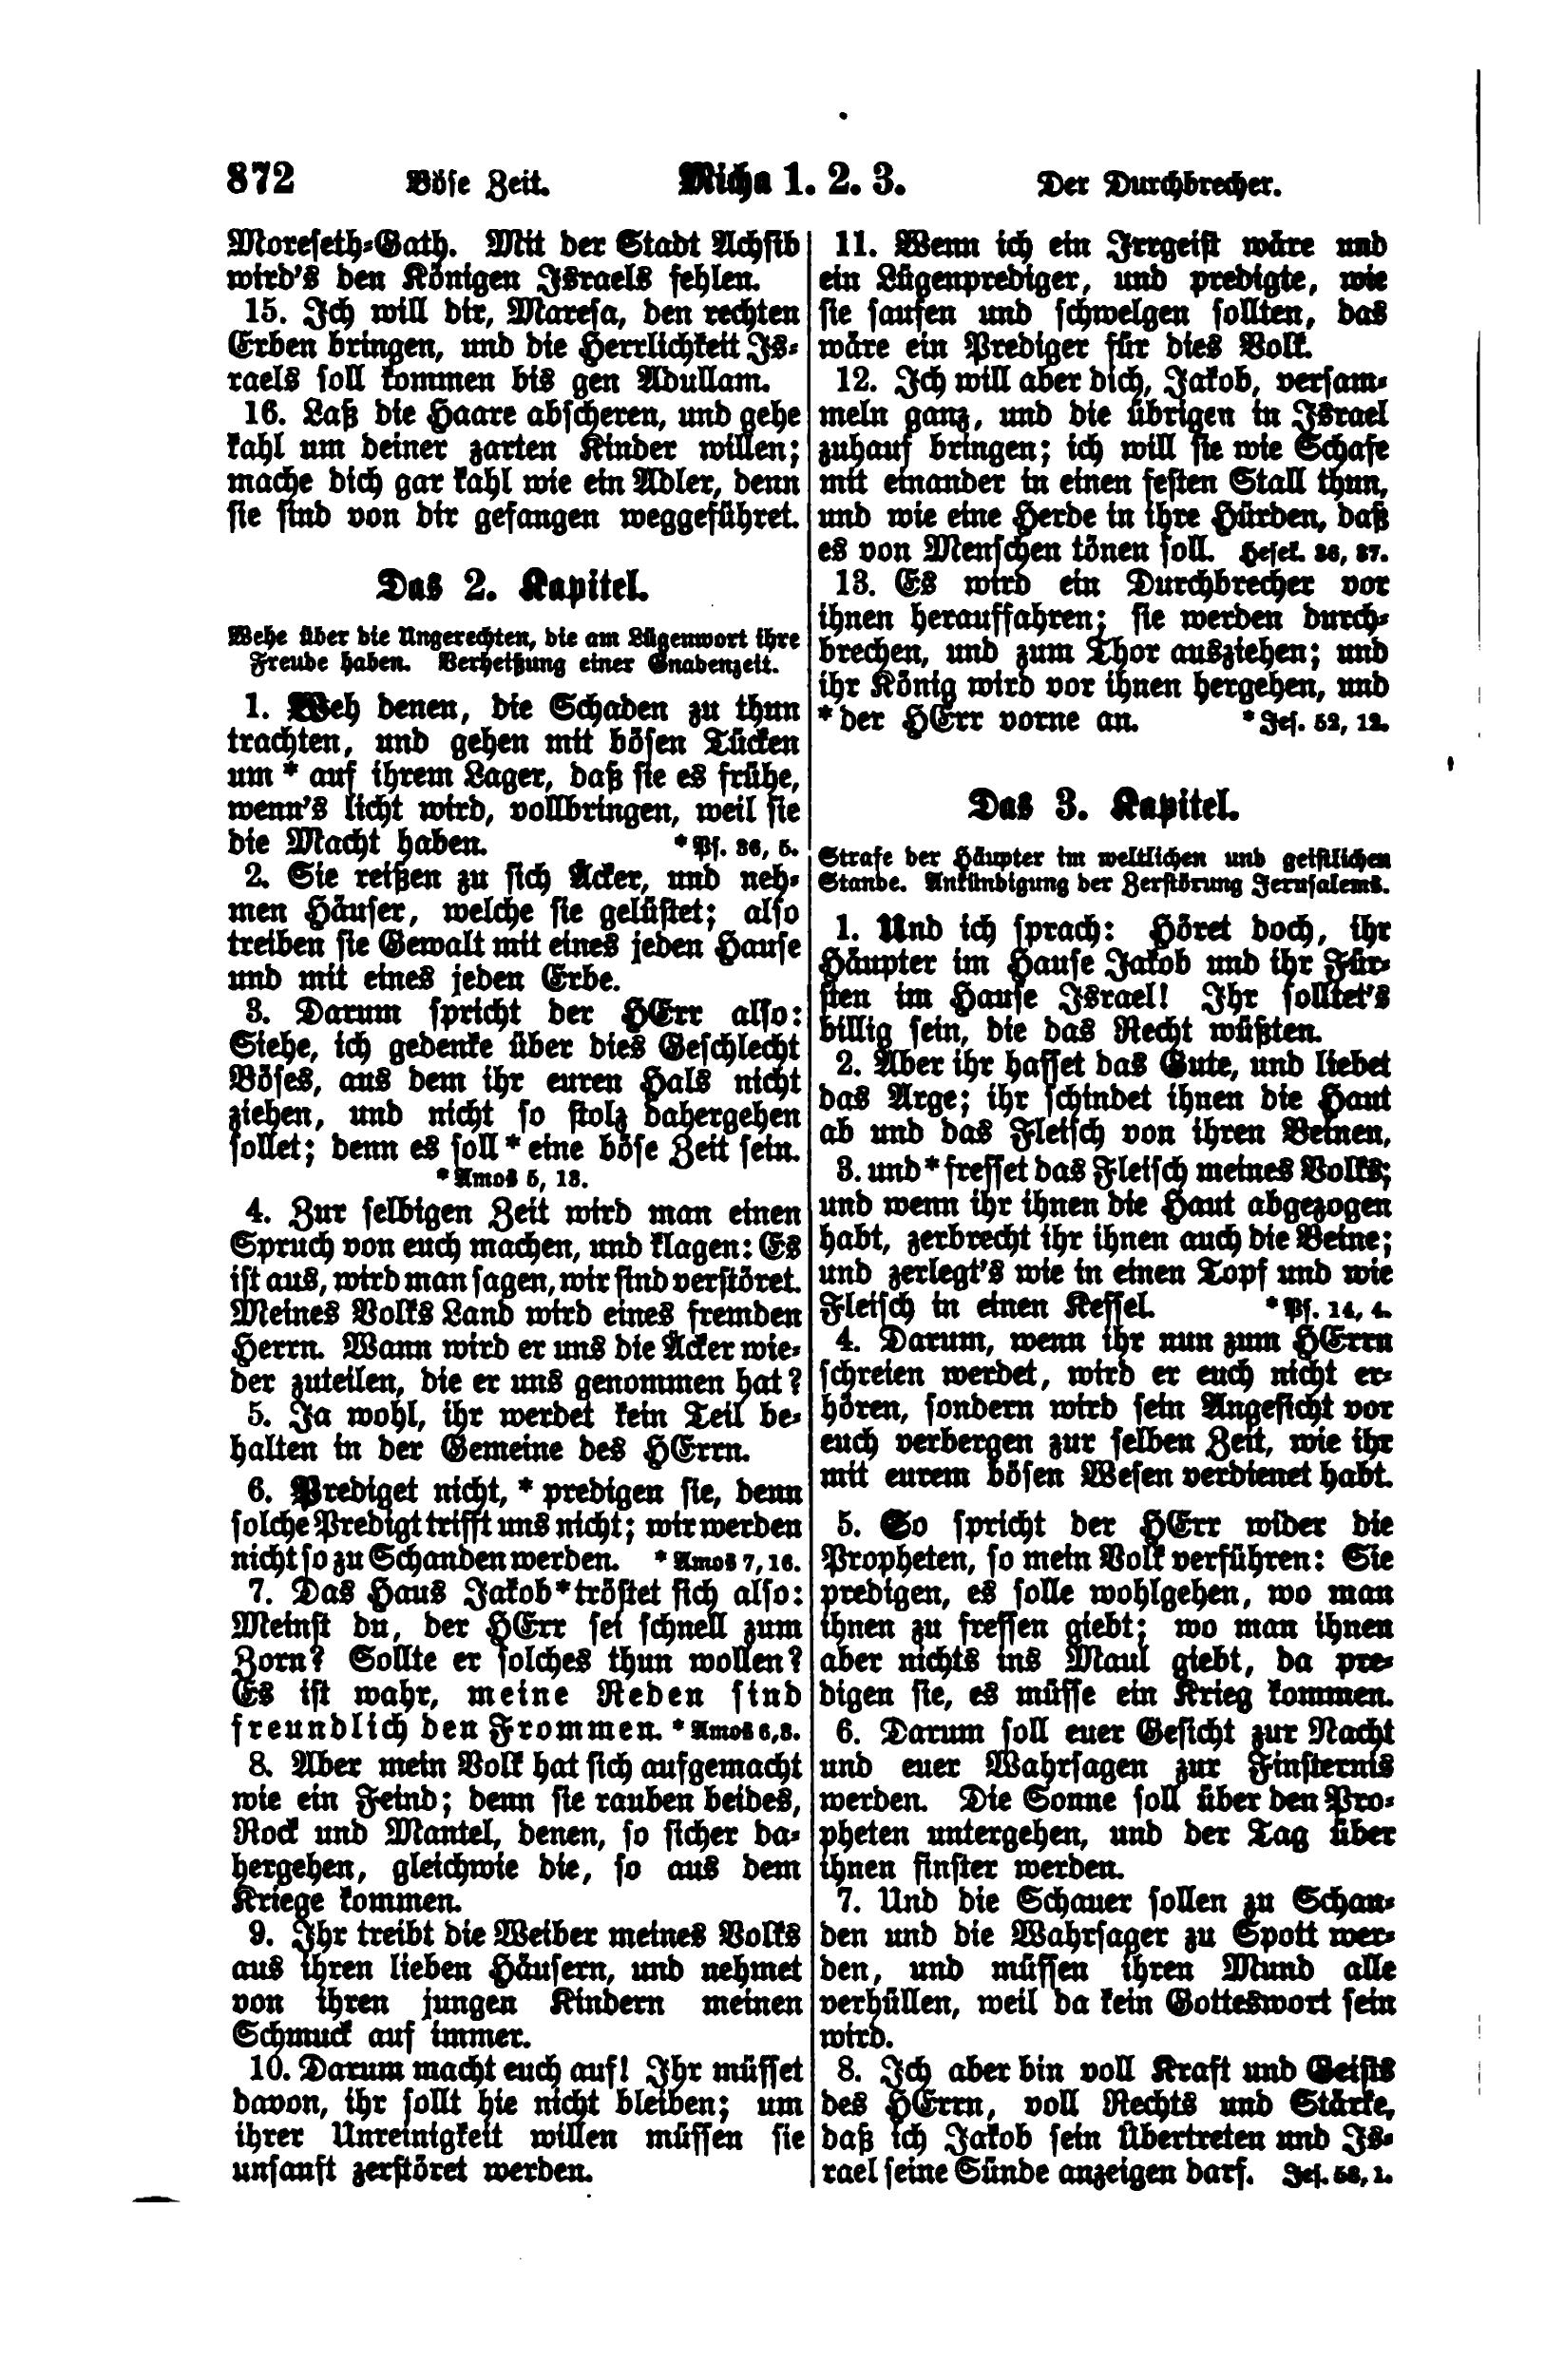 872 Böse Zeit. Micha 1. 2. 3. Der Durchbrecher.
Moreseth-Gath. Mit der Stadt Achsib
wird's den Königen Israels fehlen.
15. Ich will dir, Maresa, den rechten
Erben bringen, und die Herrlichkeit Is-
raels soll kommen bis gen Adullam.
16. Laß die Haare abscheren, und gehe
kahl um deiner zarten Kinder willen;
mache dich gar kahl wie ein Adler, denn
sie sind von dir gefangen weggeführet.
Das 2. Kapitel.
Wehe über die Ungerechten, die am Lügenwort ihre
Freude haben. Verheißung einer Gnadenzeit.
1. Weh denen, die Schaden zu thun
trachten, und gehen mit bösen Tücken
um * auf ihrem Lager, daß sie es frühe,
wenn's licht wird, vollbringen, weil sie
die Macht haben. * Ps. 36, 5.
2. Sie reißen zu sich Äcker, und neh-
men Häuser, welche sie gelüstet; also
treiben sie Gewalt mit eines jeden Hause
und mit eines jeden Erbe.
3. Darum spricht der HErr also:
Siehe, ich gedenke über dies Geschlecht
Böses, aus dem ihr euren Hals nicht
ziehen, und nicht so stolz dahergehen
sollet; denn es soll * eine böse Zeit sein.
* Amos 5, 13.
4. Zur selbigen Zeit wird man einen
Spruch von euch machen, und klagen: Es
ist aus, wird man sagen, wir sind verstöret.
Meines Volks Land wird eines fremden
Herrn. Wann wird er uns die Äcker wie-
der zuteilen, die er uns genommen hat?
5. Ja wohl, ihr werdet kein Teil be-
halten in der Gemeine des HErrn.
6. Prediget nicht, * predigen sie, denn
solche Predigt trifft uns nicht; wir werden
nicht so zu Schanden werden. * Amos 7, 16.
7. Das Haus Jakob * tröstet sich also:
Meinst du, der HErr sei schnell zum
Zorn? Sollte er solches thun wollen?
Es ist wahr, meine Reden sind
freundlich den Frommen. * Amos 6, 3.
8. Aber mein Volk hat sich aufgemacht
wie ein Feind; denn sie rauben beides,
Rock und Mantel, denen, so sicher da-
hergehen, gleichwie die, so aus dem
Kriege kommen.
9. Ihr treibt die Weiber meines Volks
aus ihren lieben Häusern, und nehmet
von ihren jungen Kindern meinen
Schmuck auf immer.
10. Darum macht euch auf! Ihr müsset
davon, ihr sollt hie nicht bleiben; um
ihrer Unreinigkeit willen müssen sie
unsanft zerstöret werden.
11. Wenn ich ein Irrgeist wäre und
ein Lügenprediger, und predigte, wie
sie saufen und schwelgen sollten, das
wäre ein Prediger für dies Volk.
12. Ich will aber dich, Jakob, versam-
meln ganz, und die übrigen in Israel
zuhauf bringen; ich will sie wie Schafe
mit einander in einen festen Stall thun,
und wie eine Herde in ihre Hürden, daß
es von Menschen tönen soll. Hesek. 36, 37.
13. Es wird ein Durchbrecher vor
ihnen herauffahren; sie werden durch-
brechen, und zum Thor ausziehen; und
ihr König wird vor ihnen hergehen, und
* der HErr vorne an. * Jes. 52, 12.
Das 3. Kapitel.
Strafe der Häupter im weltlichen und geistlichen
Stande. Ankündigung der Zerstörung Jerusalems.
1. Und ich sprach: Höret doch, ihr
Häupter im Hause Jakob und ihr Für-
sten im Hause Israel! Ihr solltet's
billig sein, die das Recht wüßten.
2. Aber ihr hasset das Gute, und liebet
das Arge; ihr schindet ihnen die Haut
ab und das Fleisch von ihren Beinen,
3. und * fresset das Fleisch meines Volks;
und wenn ihr ihnen die Haut abgezogen
habt, zerbrecht ihr ihnen auch die Beine;
und zerlegt's wie in einen Topf und wie
Fleisch in einen Kessel. * Ps. 14, 4.
4. Darum, wenn ihr nun zum HErrn
schreien werdet, wird er euch nicht er-
hören, sondern wird sein Angesicht vor
euch verbergen zur selben Zeit, wie ihr
mit eurem bösen Wesen verdienet habt.
5. So spricht der HErr wider die
Propheten, so mein Volk verführen: Sie
predigen, es solle wohlgehen, wo man
ihnen zu fressen giebt; wo man ihnen
aber nichts ins Maul giebt, da pre-
digen sie, es müsse ein Krieg kommen.
6. Darum soll euer Gesicht zur Nacht
und euer Wahrsagen zur Finsternis
werden. Die Sonne soll über den Pro-
pheten untergehen, und der Tag über
ihnen finster werden.
7. Und die Schauer sollen zu Schan-
den und die Wahrsager zu Spott wer-
den, und müssen ihren Mund alle
verhüllen, weil da kein Gotteswort sein
wird.
8. Ich aber bin voll Kraft und Geists
des HErrn, voll Rechts und Stärke,
daß ich Jakob sein Übertreten und Is-
rael seine Sünde anzeigen darf. Jes. 58, 1.